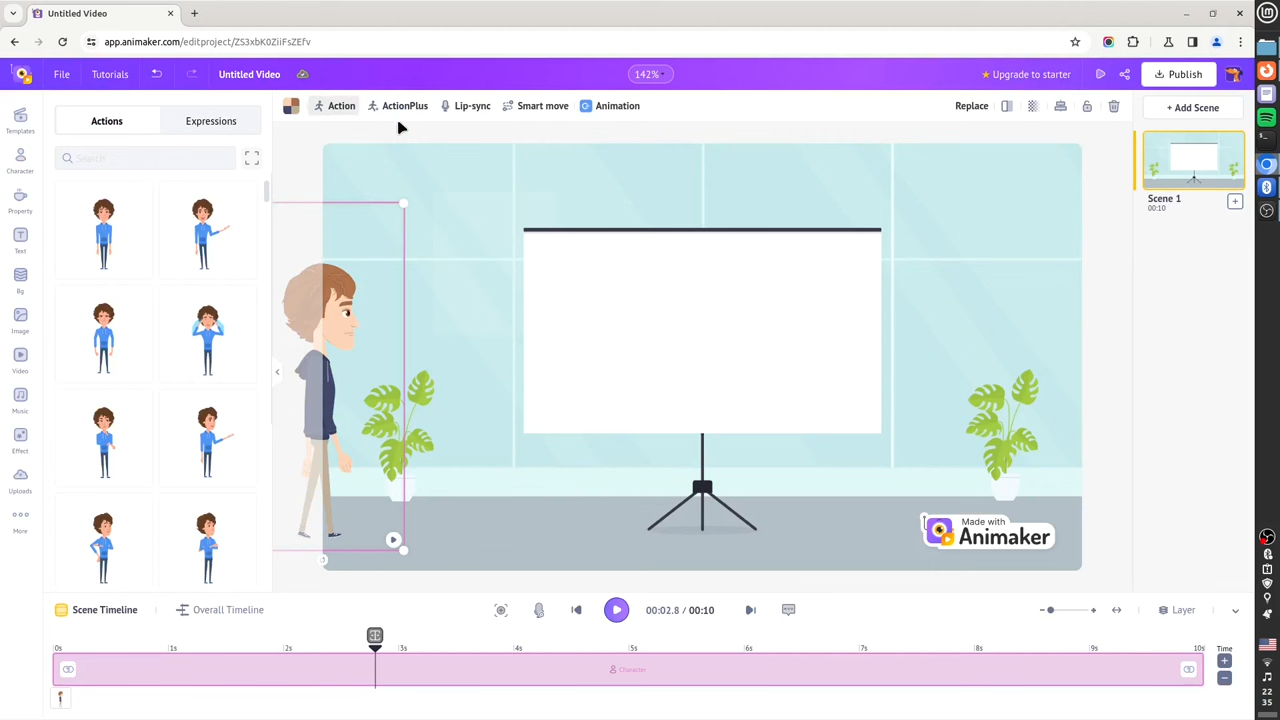 Untitled Video
app.animaker.com/editproject/ZS3xbK0ZiiFsZEfv
File
Tutorials
Untitled Video
142%
Upgrade to starter
Publish
Action
ActionPlus
Lip-sync
Smart move
Animation
Replace
+ Add Scene
Templates
Character
Property
Text
Bg
Image
Video
Music
Effect
Uploads
More
Actions
Expressions
Search
Scene 1
00:10
Made with
Animaker
Scene Timeline
Overall Timeline
00:02.8 / 00:10
Layer
0s
1s
2s
3s
4s
5s
6s
7s
8s
9s
10s
Time
Character
22
35